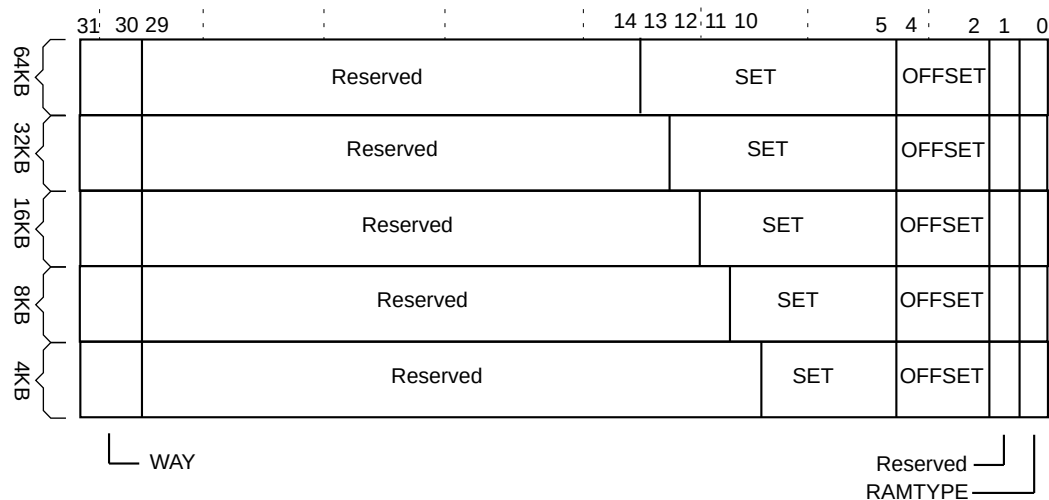 31 30 29 14 13 12 11 10 5 4 2 1 0
64KB Reserved SET OFFSET
32KB Reserved SET OFFSET
16KB Reserved SET OFFSET
8KB Reserved SET OFFSET
4KB Reserved SET OFFSET
WAY Reserved
RAMTYPE